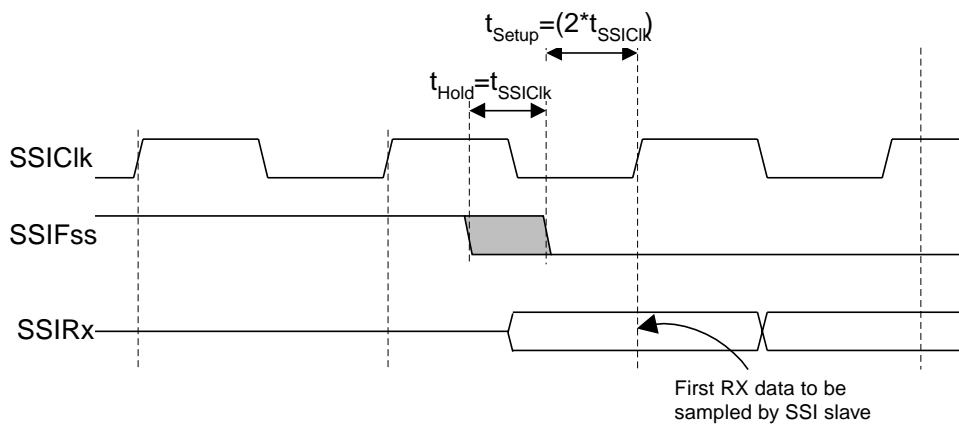 tSetup=(2*tSSIClk)
tHold=tSSIClk
SSIClk
SSIFss
SSIRx
First RX data to be
sampled by SSI slave